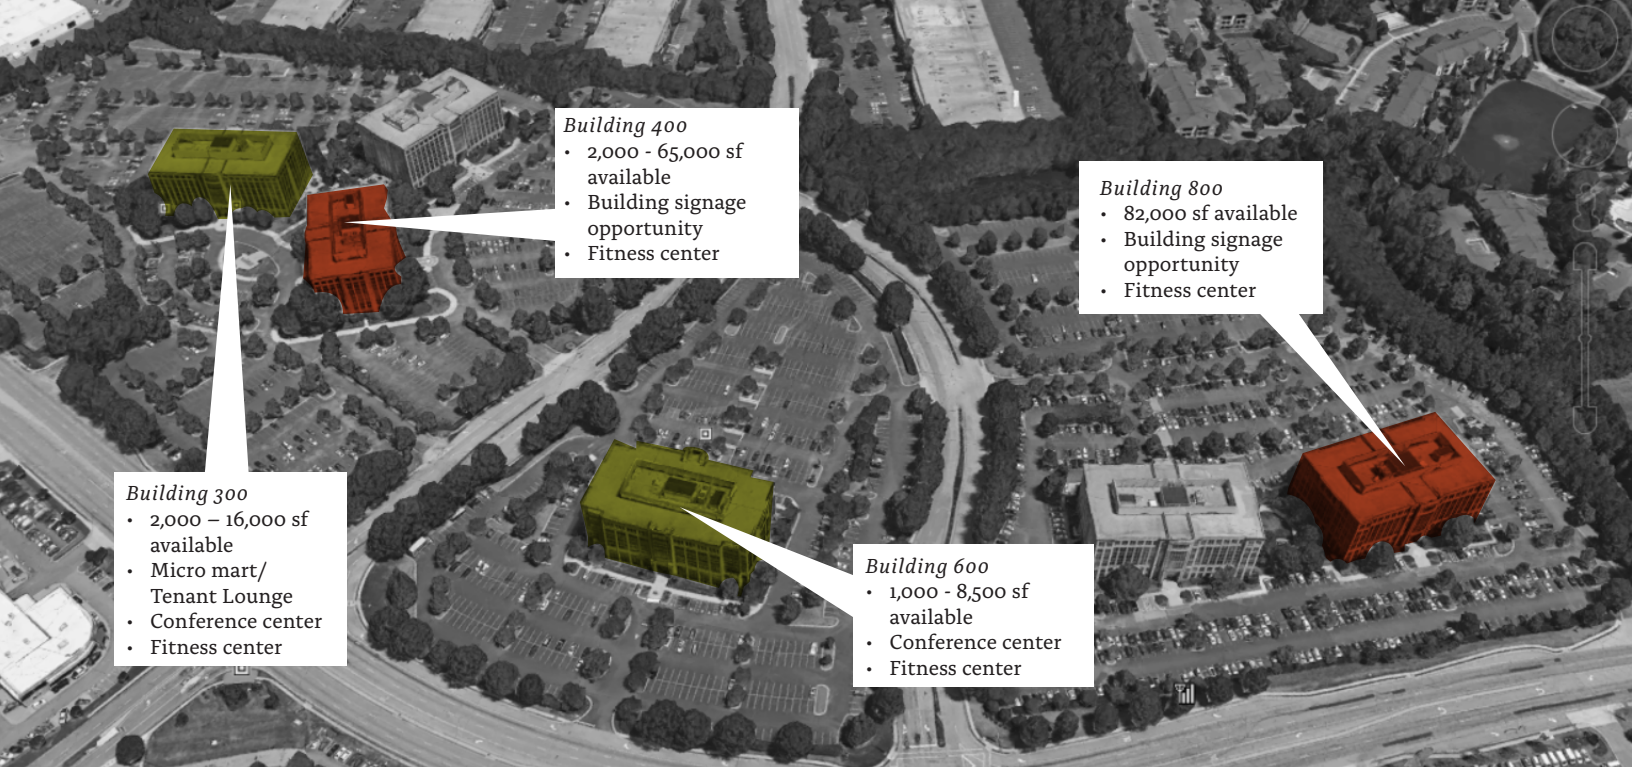 Building 400
• 2,000 - 65,000 sf
available
• Building signage
opportunity
• Fitness center
Building 800
• 82,000 sf available
• Building signage
opportunity
• Fitness center
Building 300
• 2,000 – 16,000 sf
available
• Micro mart/
Tenant Lounge
• Conference center
• Fitness center
Building 600
• 1,000 - 8,500 sf
available
• Conference center
• Fitness center